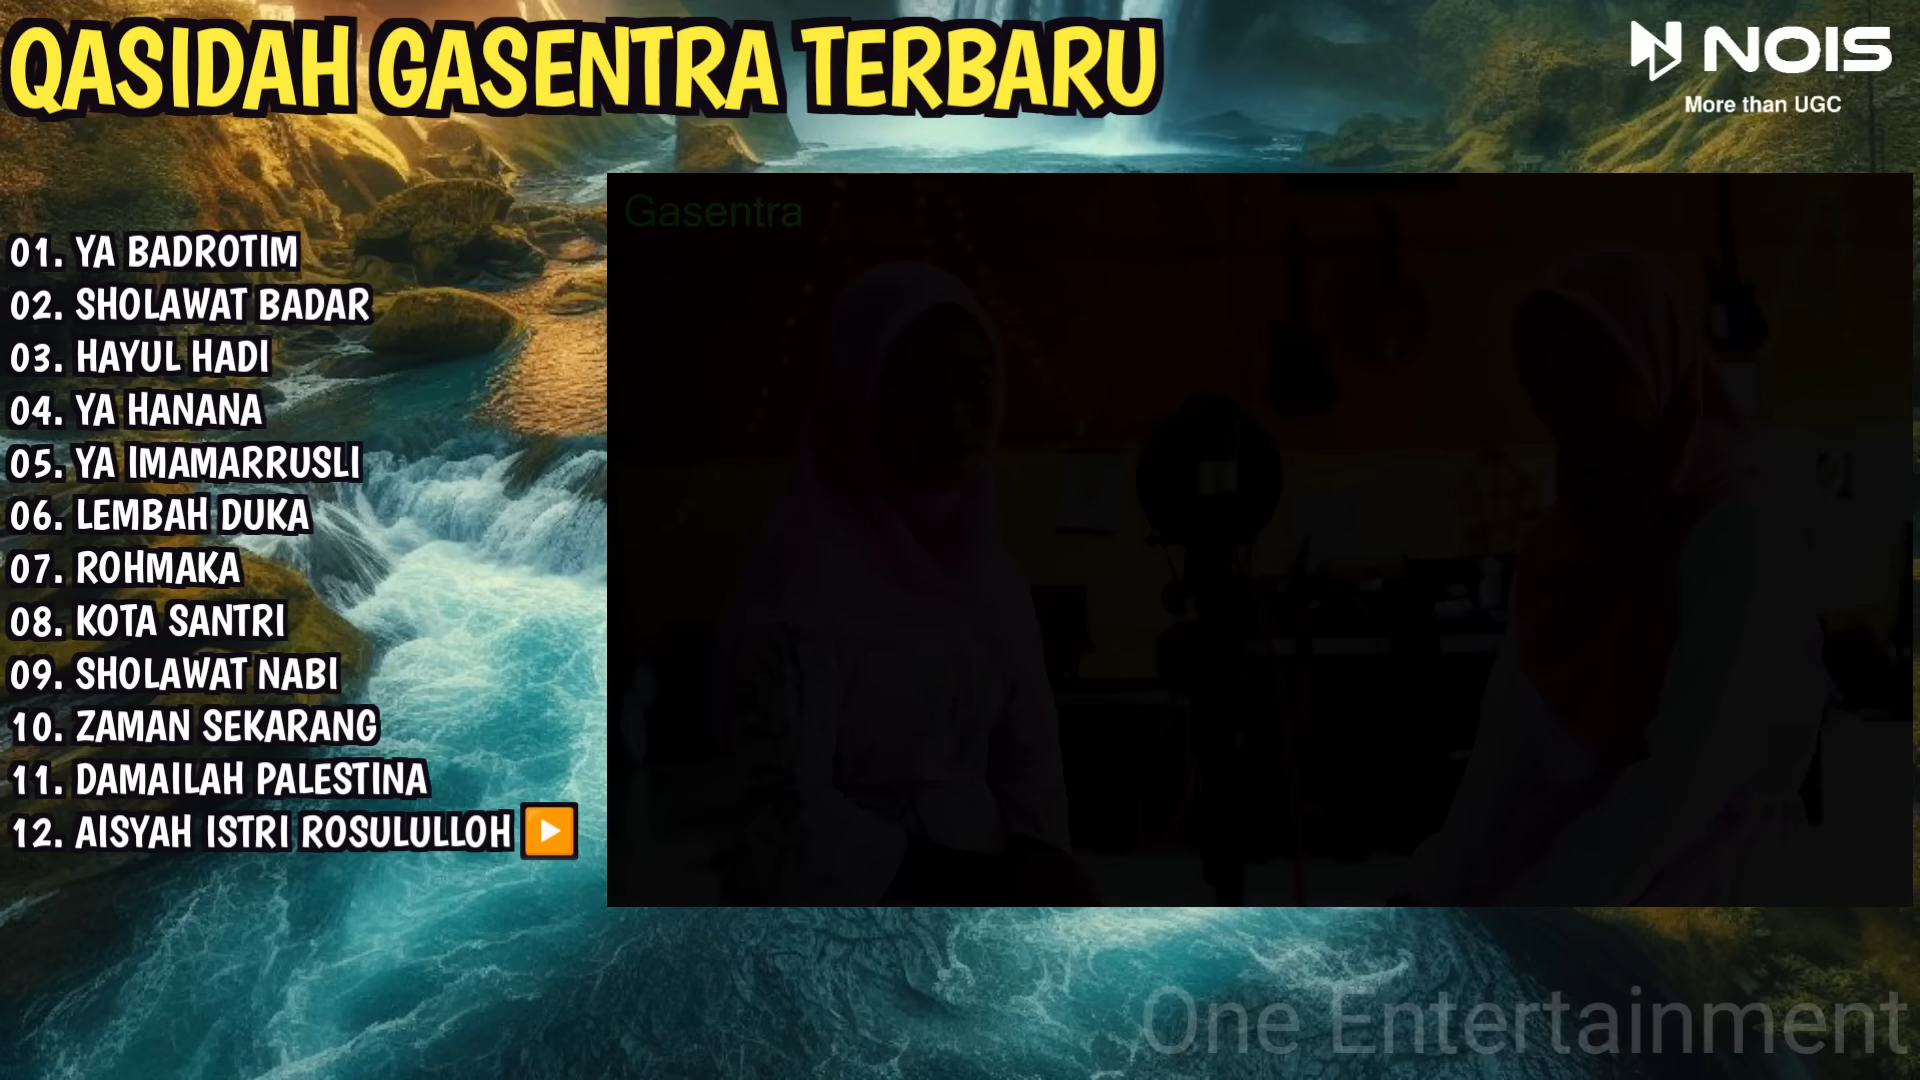 QASIDAH GASENTRA TERBARU
NOIS
More than UGC
Gasentra
01. YA BADROTIM
02. SHOLAWAT BADAR
03. HAYUL HADI
04. YA HANANA
05. YA IMAMARRUSLI
06. LEMBAH DUKA
07. ROHMAKA
08. KOTA SANTRI
09. SHOLAWAT NABI
10. ZAMAN SEKARANG
11. DAMAILAH PALESTINA
12. AISYAH ISTRI ROSULULLOH
One Entertainment